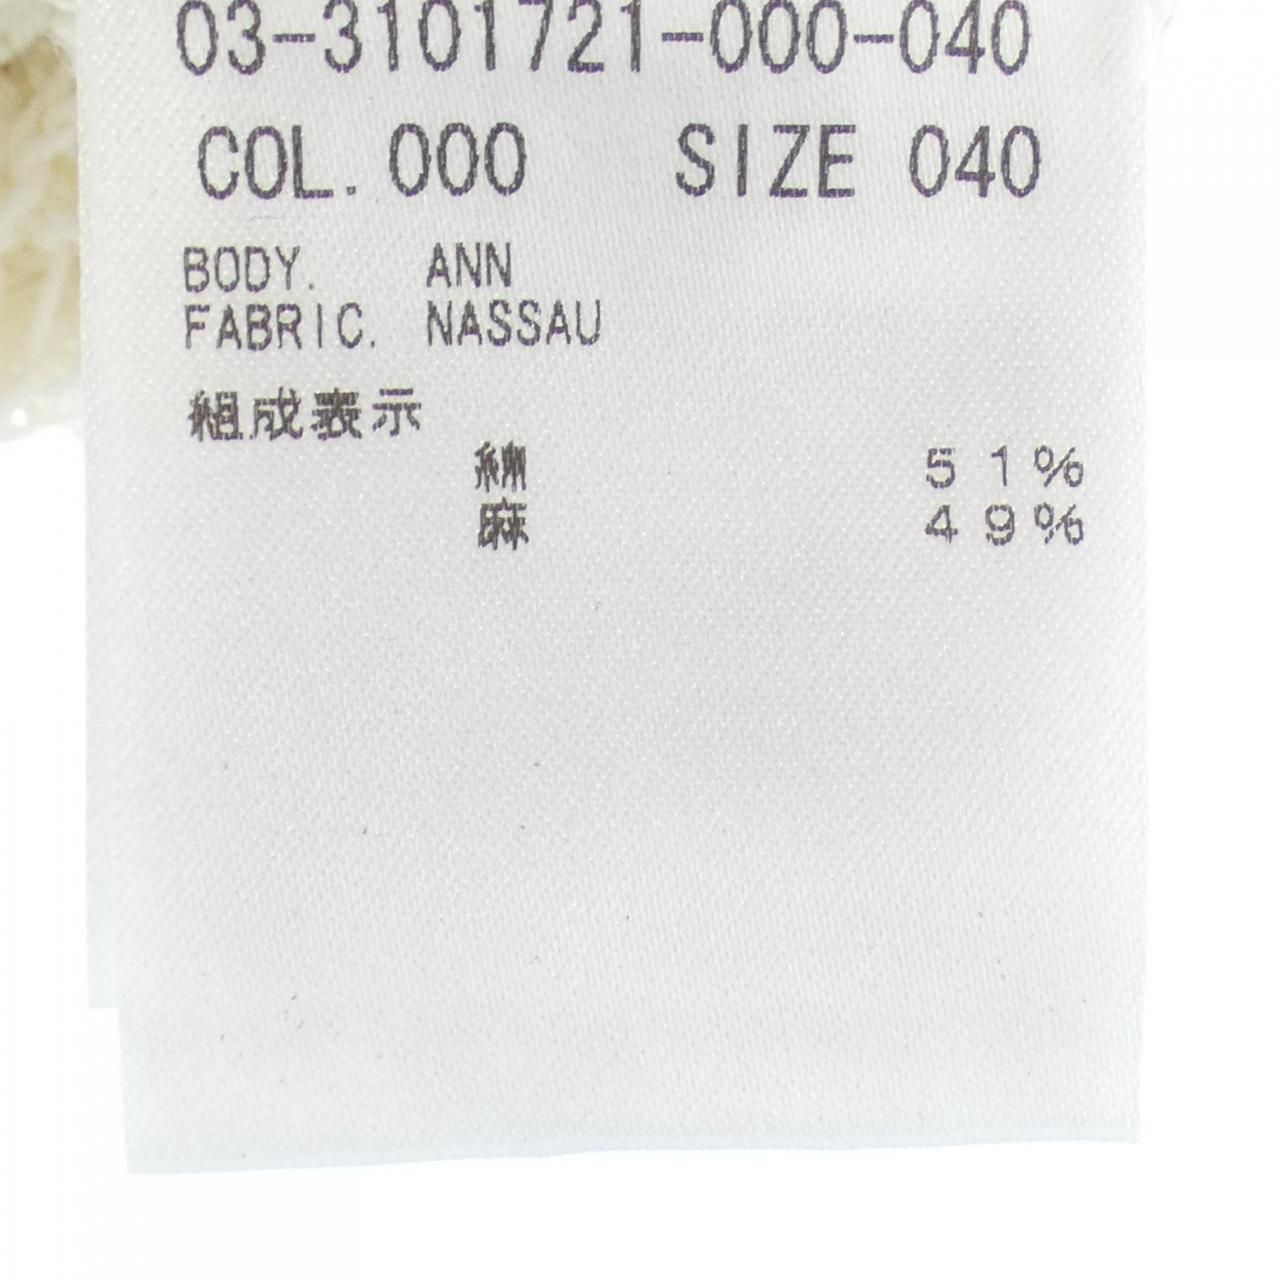 03-3101721-000-040
COL. 000 SIZE 040
BODY. ANN
FABRIC. NASSAU
組成表示
綿 51%
麻 49%